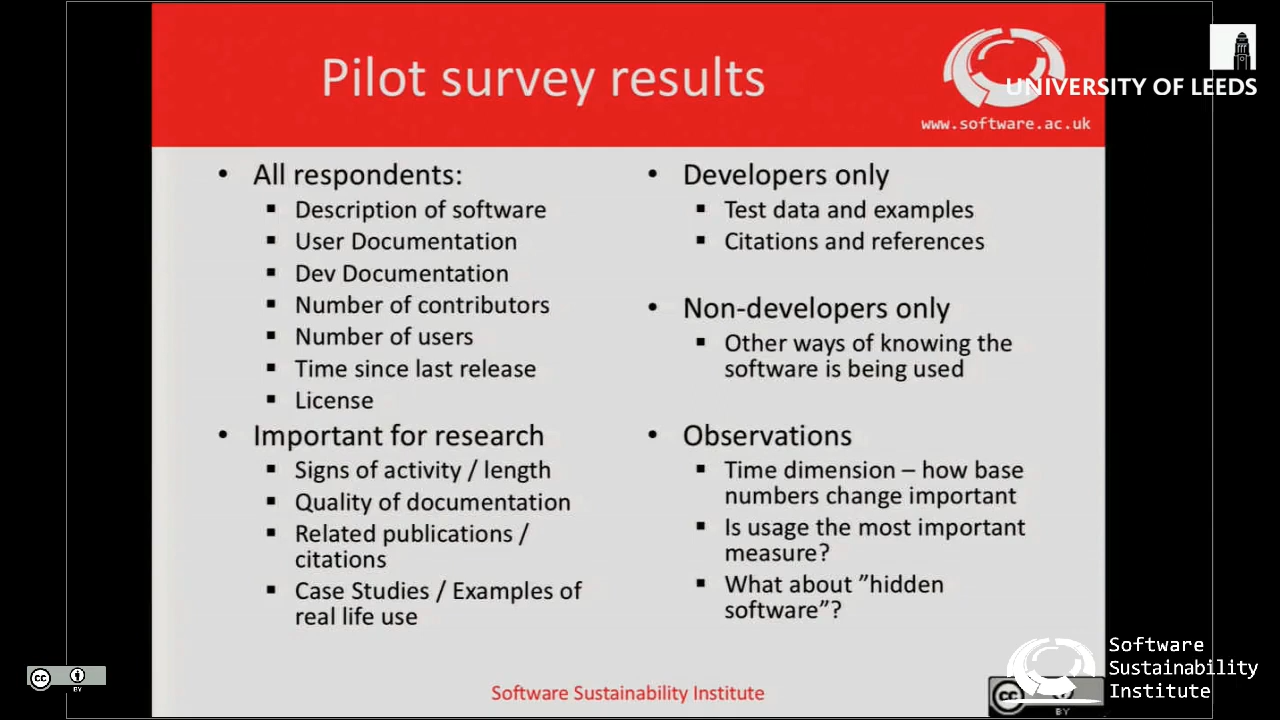 Pilot survey results
www.software.ac.uk
UNIVERSITY OF LEEDS
• All respondents:
▪ Description of software
▪ User Documentation
▪ Dev Documentation
▪ Number of contributors
▪ Number of users
▪ Time since last release
▪ License
• Important for research
▪ Signs of activity / length
▪ Quality of documentation
▪ Related publications /
citations
▪ Case Studies / Examples of
real life use
• Developers only
▪ Test data and examples
▪ Citations and references
• Non-developers only
▪ Other ways of knowing the
software is being used
• Observations
▪ Time dimension – how base
numbers change important
▪ Is usage the most important
measure?
▪ What about ”hidden
software”?
Software Sustainability Institute
cc
BY
cc
BY
Software
Sustainability
Institute